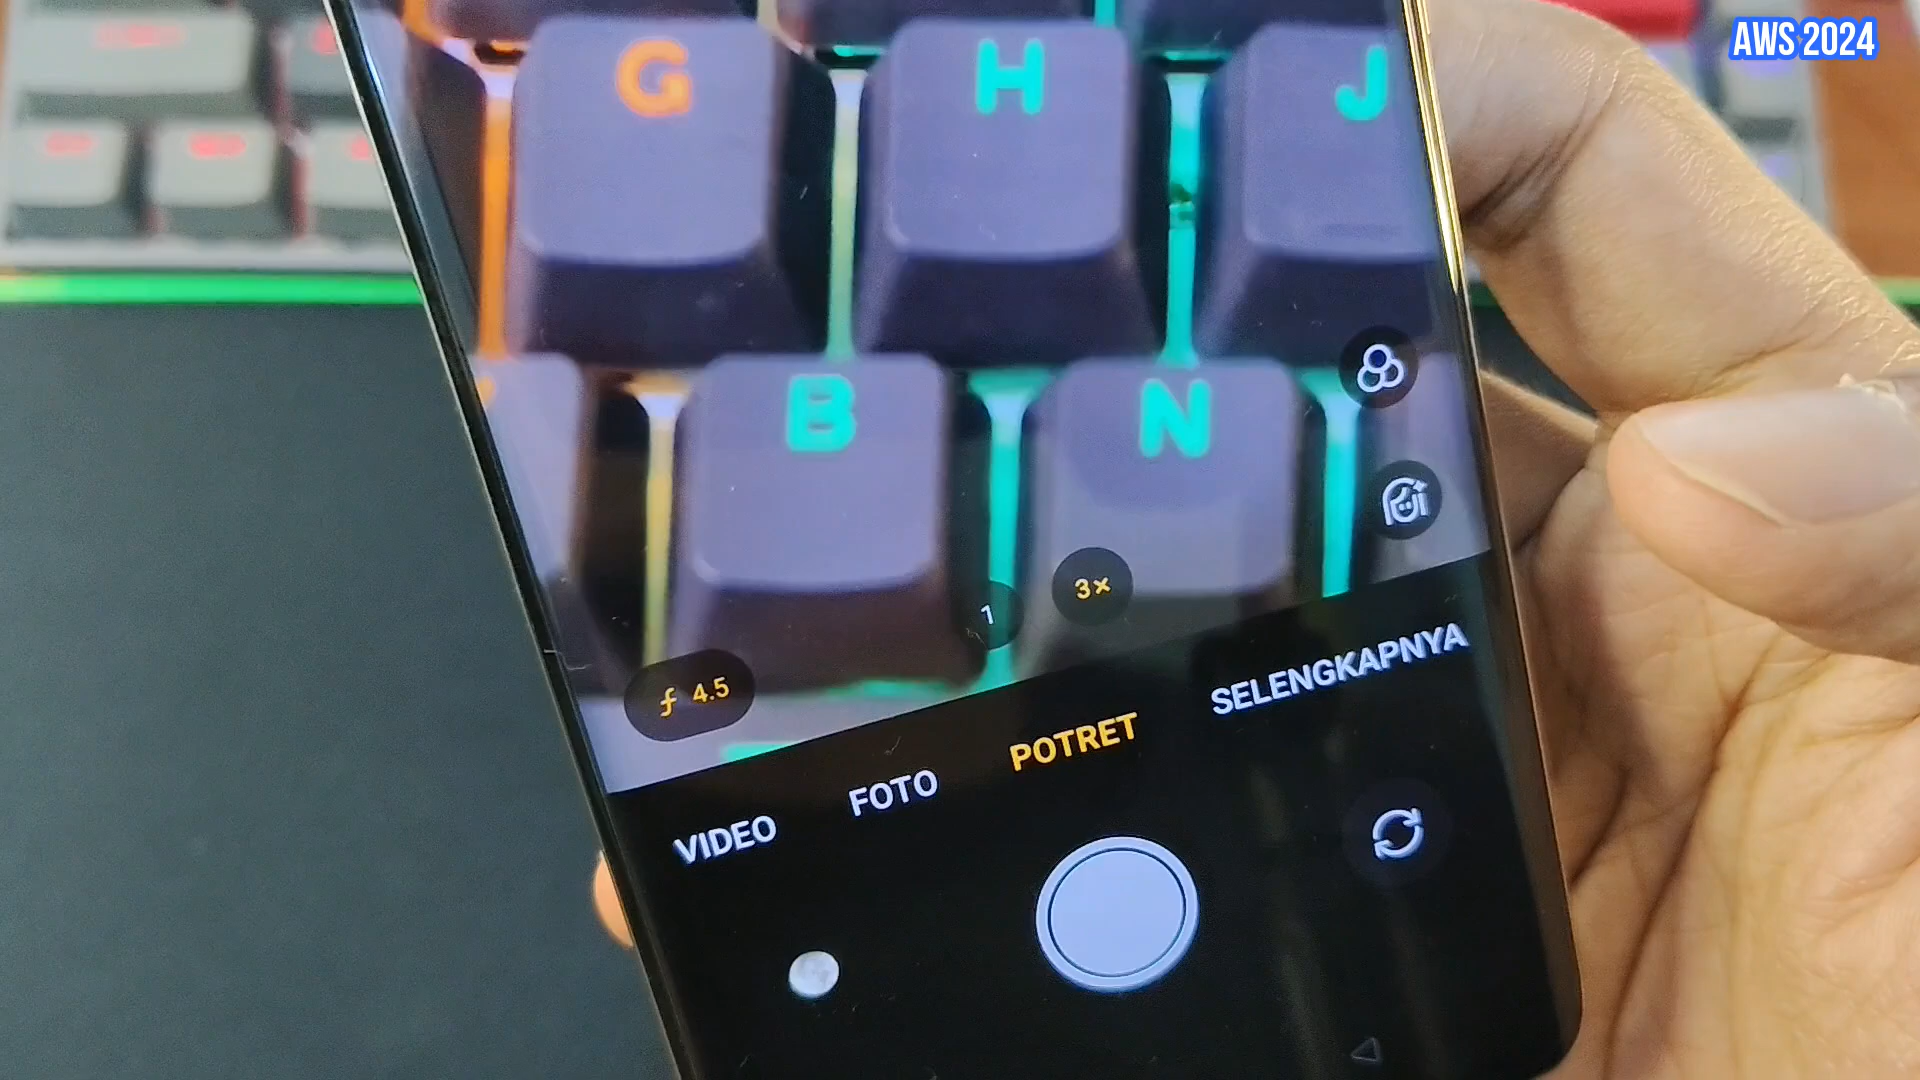 AWS 2024
G H J
B N
1 3×
f 4.5
VIDEO FOTO POTRET SELENGKAPNYA